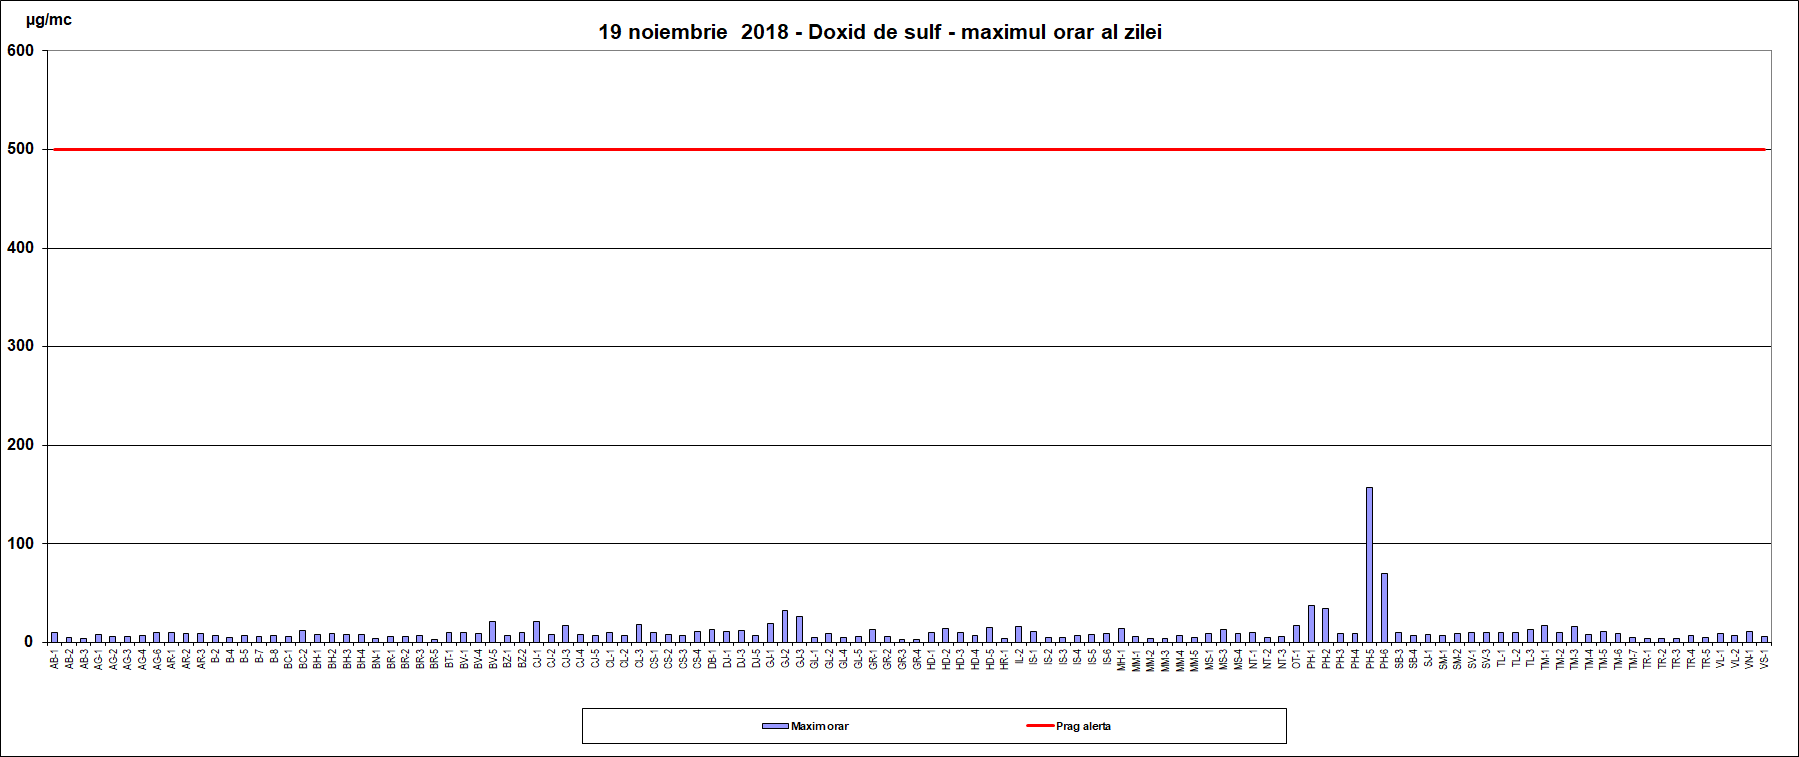 µg/mc
19 noiembrie 2018 - Doxid de sulf - maximul orar al zilei
600
500
400
300
200
100
0
AB-1 AB-2 AB-3 AG-1 AG-2 AG-3 AG-4 AG-6 AR-1 AR-2 AR-3 B-2 B-4 B-5 B-7 B-8 BC-1 BC-2 BH-1 BH-2 BH-3 BH-4 BN-1 BR-1 BR-2 BR-3 BR-5 BT-1 BV-1 BV-4 BV-5 BZ-1 BZ-2 CJ-1 CJ-2 CJ-3 CJ-4 CJ-5 CL-1 CL-2 CL-3 CS-1 CS-2 CS-3 CS-4 DB-1 DJ-1 DJ-3 DJ-5 GJ-1 GJ-2 GJ-3 GL-1 GL-2 GL-4 GL-5 GR-1 GR-2 GR-3 GR-4 HD-1 HD-2 HD-3 HD-4 HD-5 HR-1 IL-2 IS-1 IS-2 IS-3 IS-4 IS-5 IS-6 MH-1 MM-1 MM-2 MM-3 MM-4 MM-5 MS-1 MS-3 MS-4 NT-1 NT-2 NT-3 OT-1 PH-1 PH-2 PH-3 PH-4 PH-5 PH-6 SB-3 SB-4 SJ-1 SM-1 SM-2 SV-1 SV-3 TL-1 TL-2 TL-3 TM-1 TM-2 TM-3 TM-4 TM-5 TM-6 TM-7 TR-1 TR-2 TR-3 TR-4 TR-5 VL-1 VL-2 VN-1 VS-1
Maxim orar Prag alerta